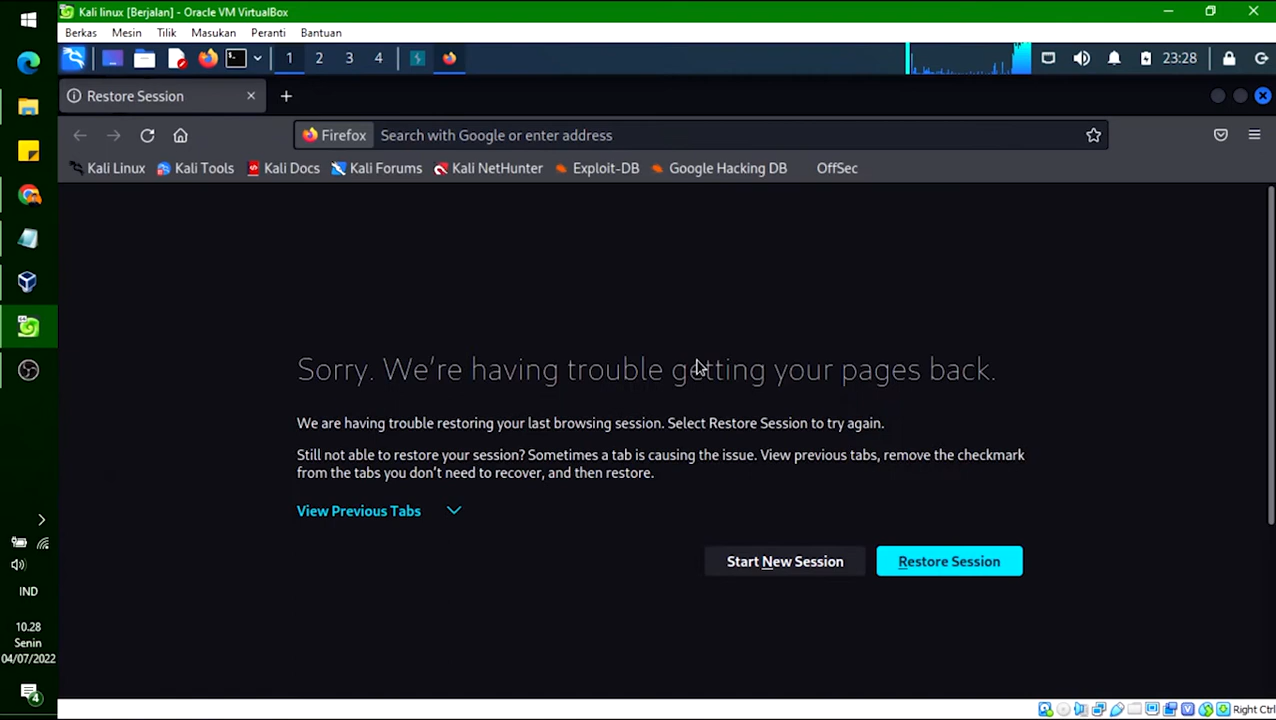 Kali linux [Berjalan] - Oracle VM VirtualBox
Berkas Mesin Tilik Masukan Peranti Bantuan
1 2 3 4 23:28
Restore Session
Firefox Search with Google or enter address
Kali Linux Kali Tools Kali Docs Kali Forums Kali NetHunter Exploit-DB Google Hacking DB OffSec
Sorry. We're having trouble getting your pages back.
We are having trouble restoring your last browsing session. Select Restore Session to try again.
Still not able to restore your session? Sometimes a tab is causing the issue. View previous tabs, remove the checkmark
from the tabs you don't need to recover, and then restore.
View Previous Tabs
Start New Session Restore Session
IND
10.28
Senin
04/07/2022
4
Right Ctrl